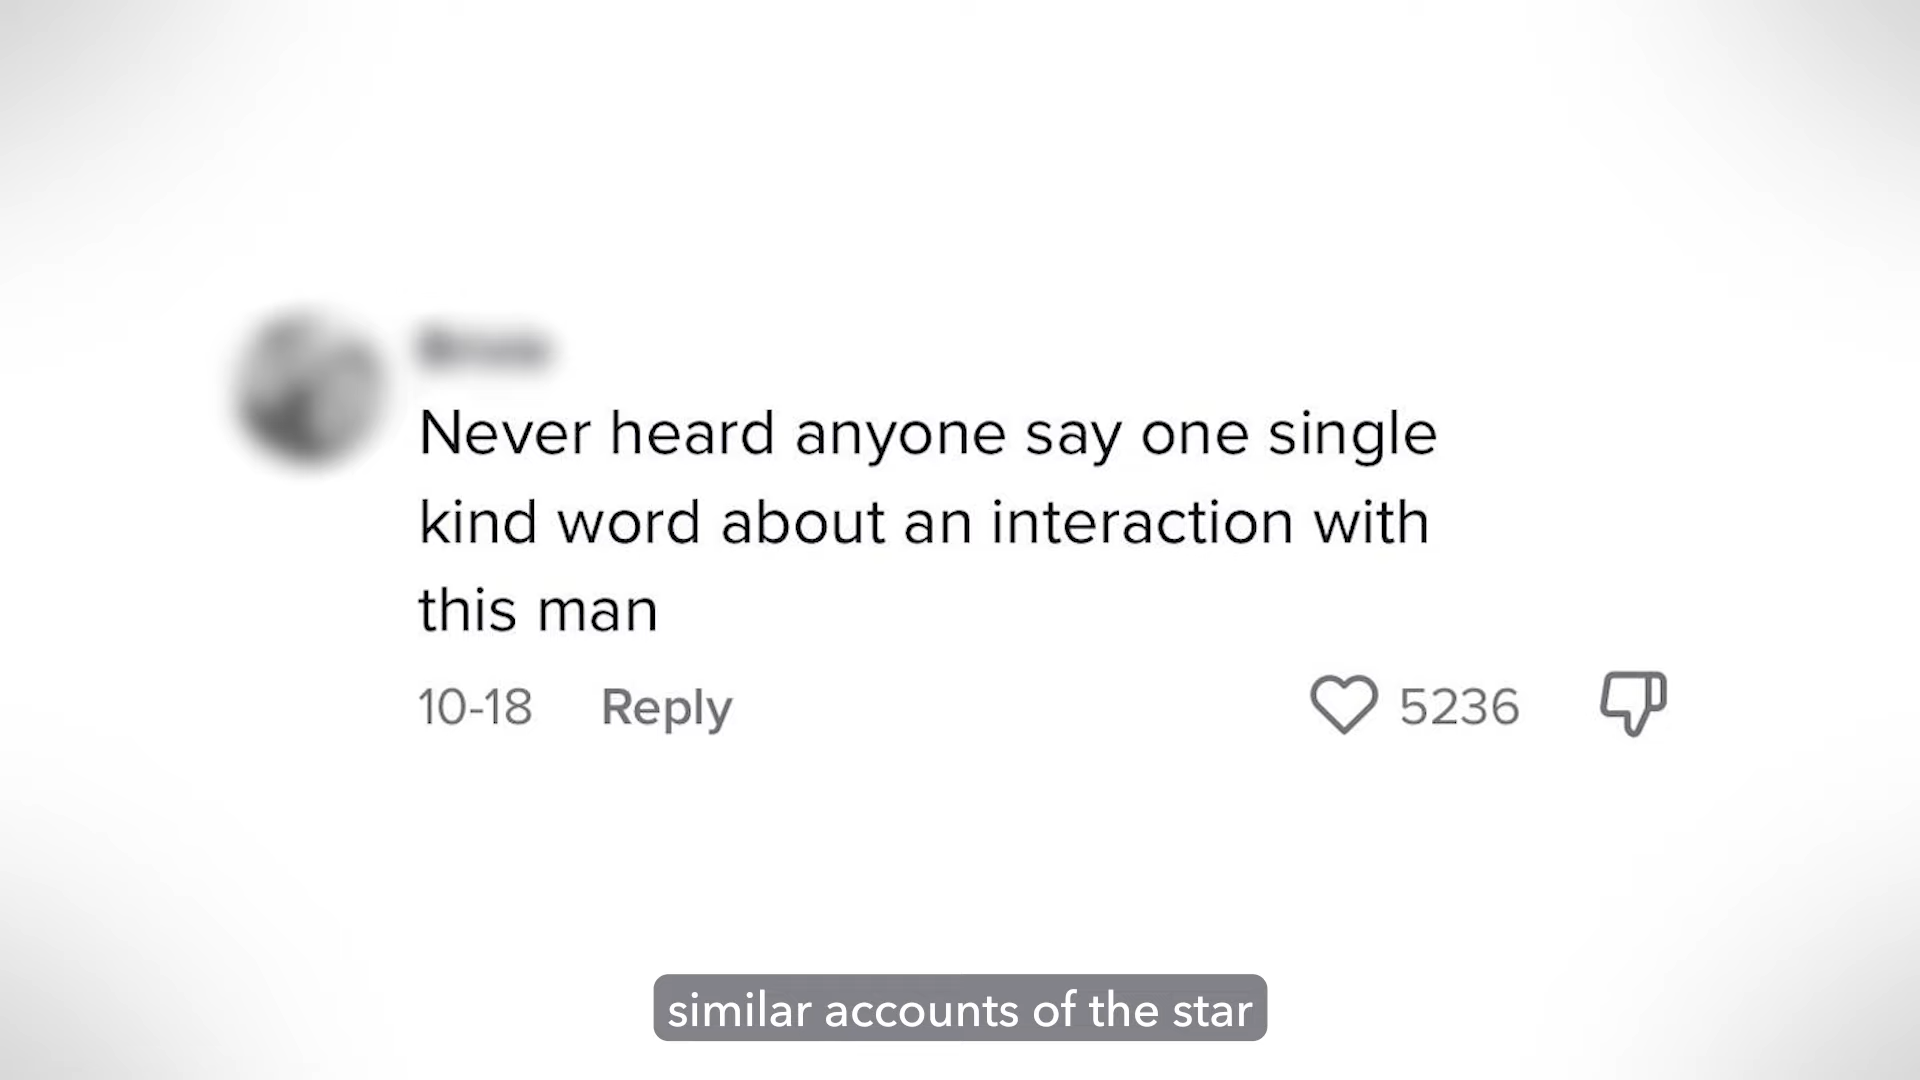 Never heard anyone say one single
kind word about an interaction with
this man
10-18 Reply 5236
similar accounts of the star